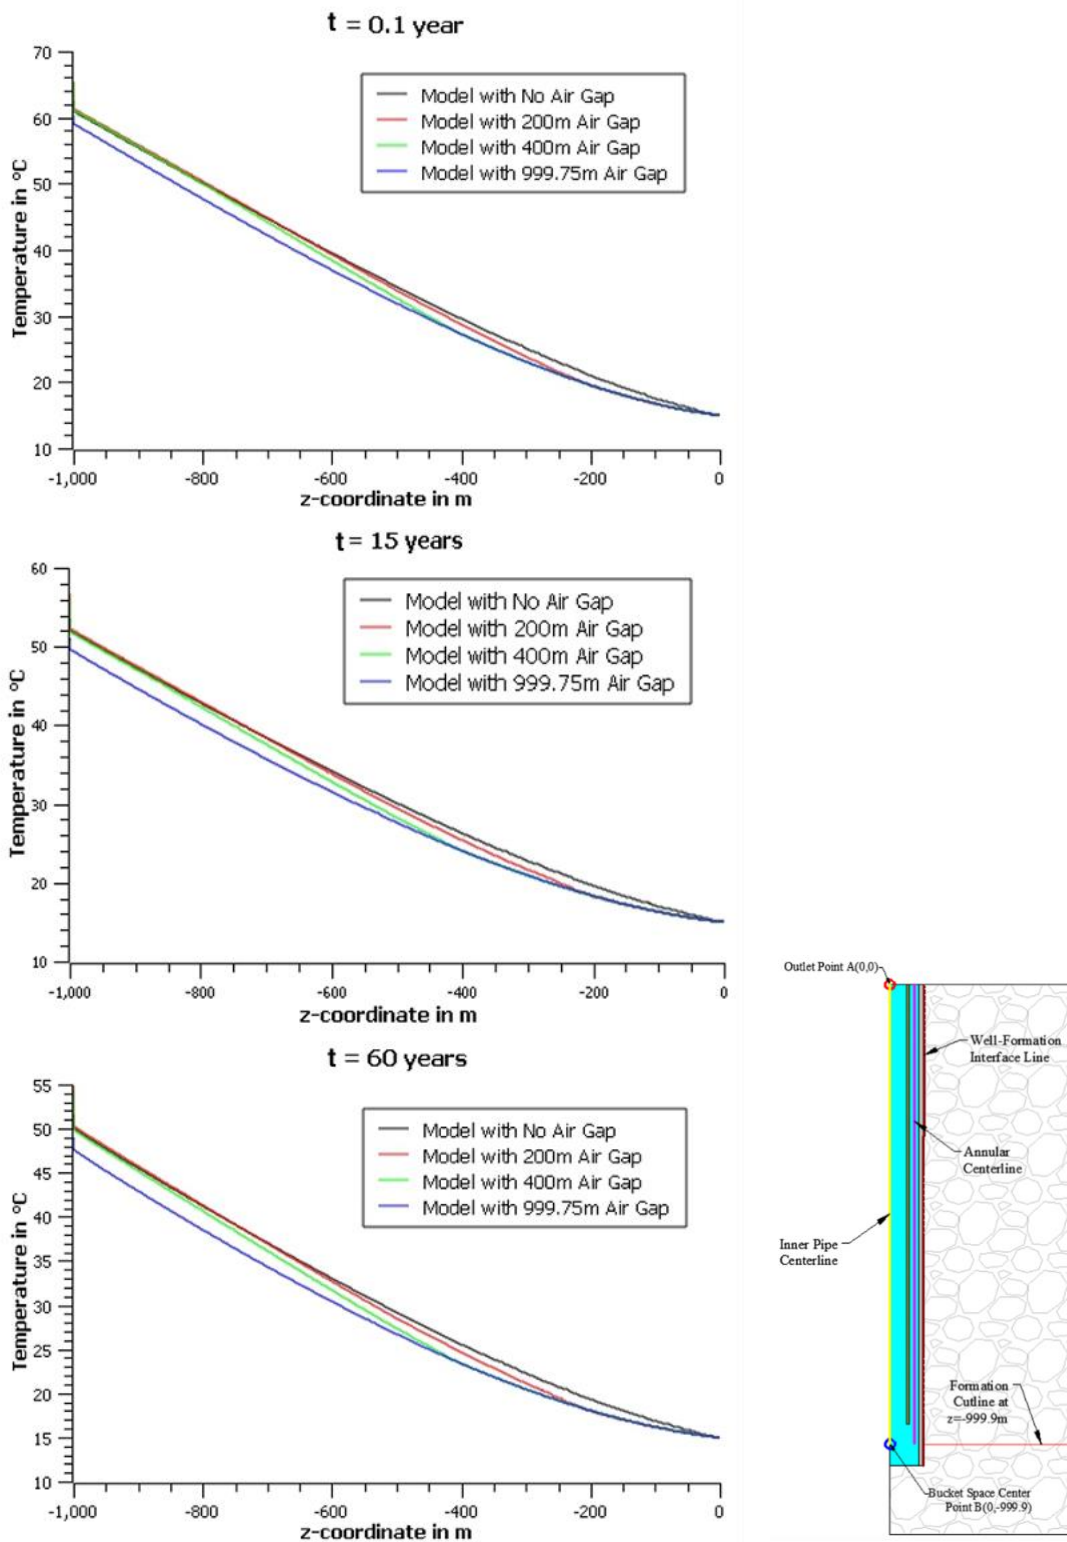 t = 0.1 year
70
60
50
40
30
20
10
Temperature in °C
Model with No Air Gap
Model with 200m Air Gap
Model with 400m Air Gap
Model with 999.75m Air Gap
-1,000 -800 -600 -400 -200 0
z-coordinate in m
t = 15 years
60
50
40
30
20
10
Temperature in °C
Model with No Air Gap
Model with 200m Air Gap
Model with 400m Air Gap
Model with 999.75m Air Gap
-1,000 -800 -600 -400 -200 0
z-coordinate in m
t = 60 years
55
50
45
40
35
30
25
20
15
10
Temperature in °C
Model with No Air Gap
Model with 200m Air Gap
Model with 400m Air Gap
Model with 999.75m Air Gap
-1,000 -800 -600 -400 -200 0
z-coordinate in m
Outlet Point A(0,0)
Well-Formation
Interface Line
Annular
Centerline
Inner Pipe
Centerline
Formation
Cutline at
z=-999.9m
Bucket Space Center
Point B(0,-999.9)